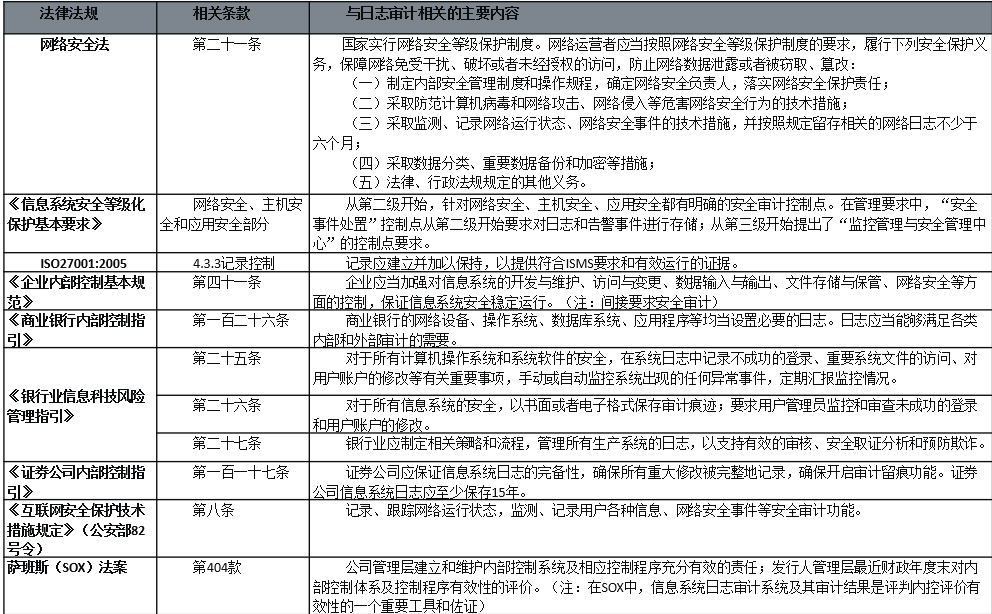 法律法规 相关条款 与日志审计相关的主要内容
网络安全法 第二十一条 国家实行网络安全等级保护制度。网络运营者应当按照网络安全等级保护制度的要求，履行下列安全保护义
务，保障网络免受干扰、破坏或者未经授权的访问，防止网络数据泄露或者被窃取、篡改：
（一）制定内部安全管理制度和操作规程，确定网络安全负责人，落实网络安全保护责任；
（二）采取防范计算机病毒和网络攻击、网络侵入等危害网络安全行为的技术措施；
（三）采取监测、记录网络运行状态、网络安全事件的技术措施，并按照规定留存相关的网络日志不少于
六个月；
（四）采取数据分类、重要数据备份和加密等措施；
（五）法律、行政法规规定的其他义务。
《信息系统安全等级化
保护基本要求》
网络安全、主机安
全和应用安全部分
从第二级开始，针对网络安全、主机安全、应用安全都有明确的安全审计控制点。在管理要求中，“安全
事件处置”控制点从第二级开始要求对日志和告警事件进行存储；从第三级开始提出了“监控管理与安全管理中
心”的控制点要求。
ISO27001:2005 4.3.3记录控制 记录应建立并加以保持，以提供符合ISMS要求和有效运行的证据。
《企业内部控制基本规
范》
第四十一条
企业应当加强对信息系统的开发与维护、访问与变更、数据输入与输出、文件存储与保管、网络安全等方
面的控制，保证信息系统安全稳定运行。（注：间接要求安全审计）
《商业银行内部控制指
引》
第一百二十六条
商业银行的网络设备、操作系统、数据库系统、应用程序等均当设置必要的日志。日志应当能够满足各类
内部和外部审计的需要。
《银行业信息科技风险
管理指引》
第二十五条
对于所有计算机操作系统和系统软件的安全，在系统日志中记录不成功的登录、重要系统文件的访问、对
用户账户的修改等有关重要事项，手动或自动监控系统出现的任何异常事件，定期汇报监控情况。
第二十六条
对于所有信息系统的安全，以书面或者电子格式保存审计痕迹；要求用户管理员监控和审查未成功的登录
和用户账户的修改。
第二十七条
银行业应制定相关策略和流程，管理所有生产系统的日志，以支持有效的审核、安全取证分析和预防欺诈。
《证券公司内部控制指
引》
第一百一十七条
证券公司应保证信息系统日志的完备性，确保所有重大修改被完整地记录，确保开启审计留痕功能。证券
公司信息系统日志应至少保存15年。
《互联网安全保护技术
措施规定》（公安部82
号令）
第八条
记录、跟踪网络运行状态，监测、记录用户各种信息、网络安全事件等安全审计功能。
萨班斯（SOX）法案 第404款
公司管理层建立和维护内部控制系统及相应控制程序充分有效的责任；发行人管理层最近财政年度末对内
部控制体系及控制程序有效性的评价。（注：在SOX中，信息系统日志审计系统及其审计结果是评判内控评价有
效性的一个重要工具和佐证）